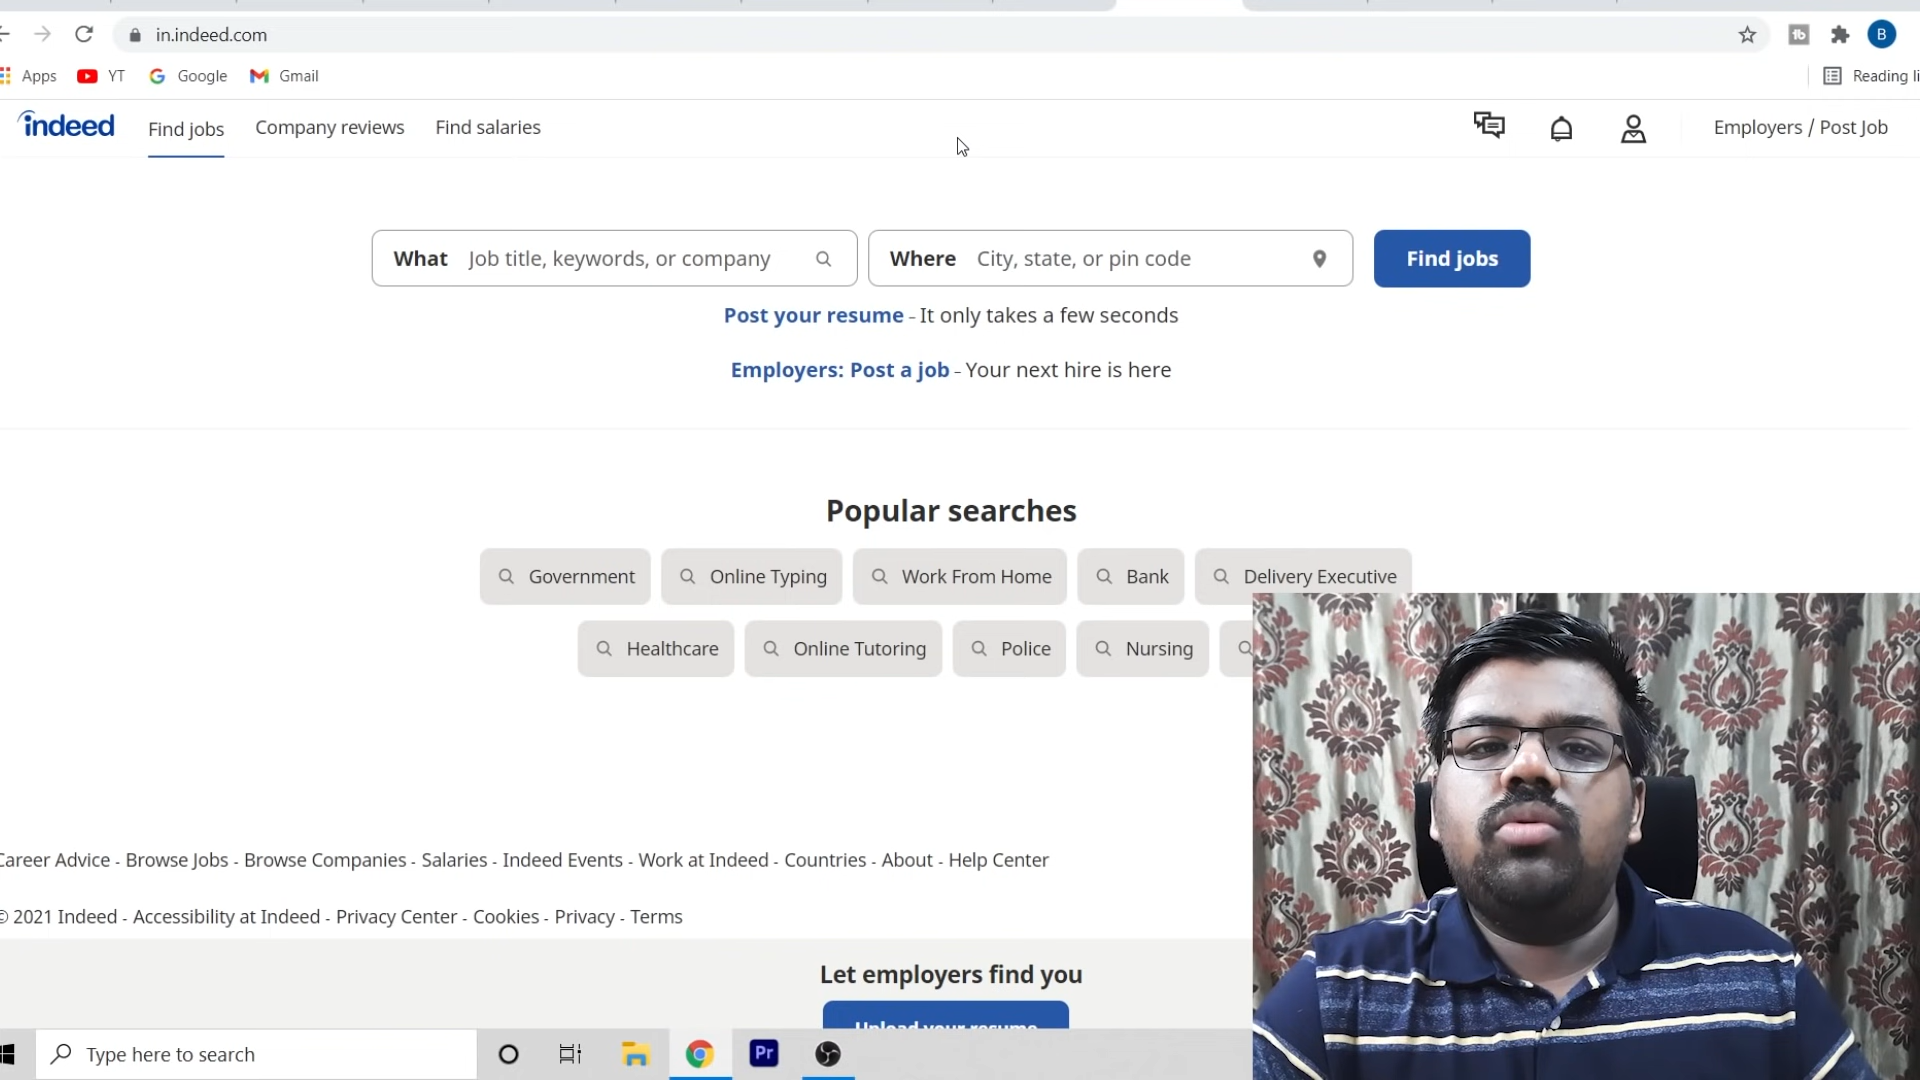 in.indeed.com
Apps YT Google Gmail
Reading li
indeed Find jobs Company reviews Find salaries Employers / Post Job
What Job title, keywords, or company Where City, state, or pin code Find jobs
Post your resume - It only takes a few seconds
Employers: Post a job - Your next hire is here
Popular searches
Government Online Typing Work From Home Bank Delivery Executive
Healthcare Online Tutoring Police Nursing
Career Advice - Browse Jobs - Browse Companies - Salaries - Indeed Events - Work at Indeed - Countries - About - Help Center
© 2021 Indeed - Accessibility at Indeed - Privacy Center - Cookies - Privacy - Terms
Let employers find you
Upload your resume
Type here to search Pr
B